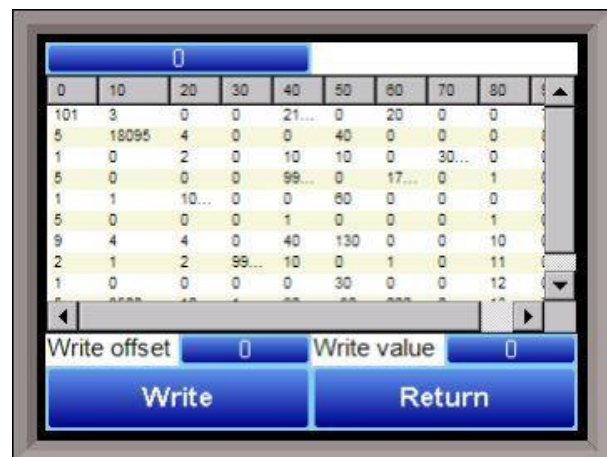 0
0 10 20 30 40 50 60 70 80
101 3 0 0 21... 0 20 0 0
5 18095 4 0 0 40 0 0 0
1 0 2 0 10 10 0 30... 0
5 0 0 0 99... 0 17... 0 1
1 1 10... 0 0 60 0 0 0
5 0 0 0 1 0 0 0 1
9 4 4 0 40 130 0 0 10
2 1 2 99... 10 0 1 0 11
1 0 0 0 0 30 0 0 12
Write offset 0 Write value 0
Write Return